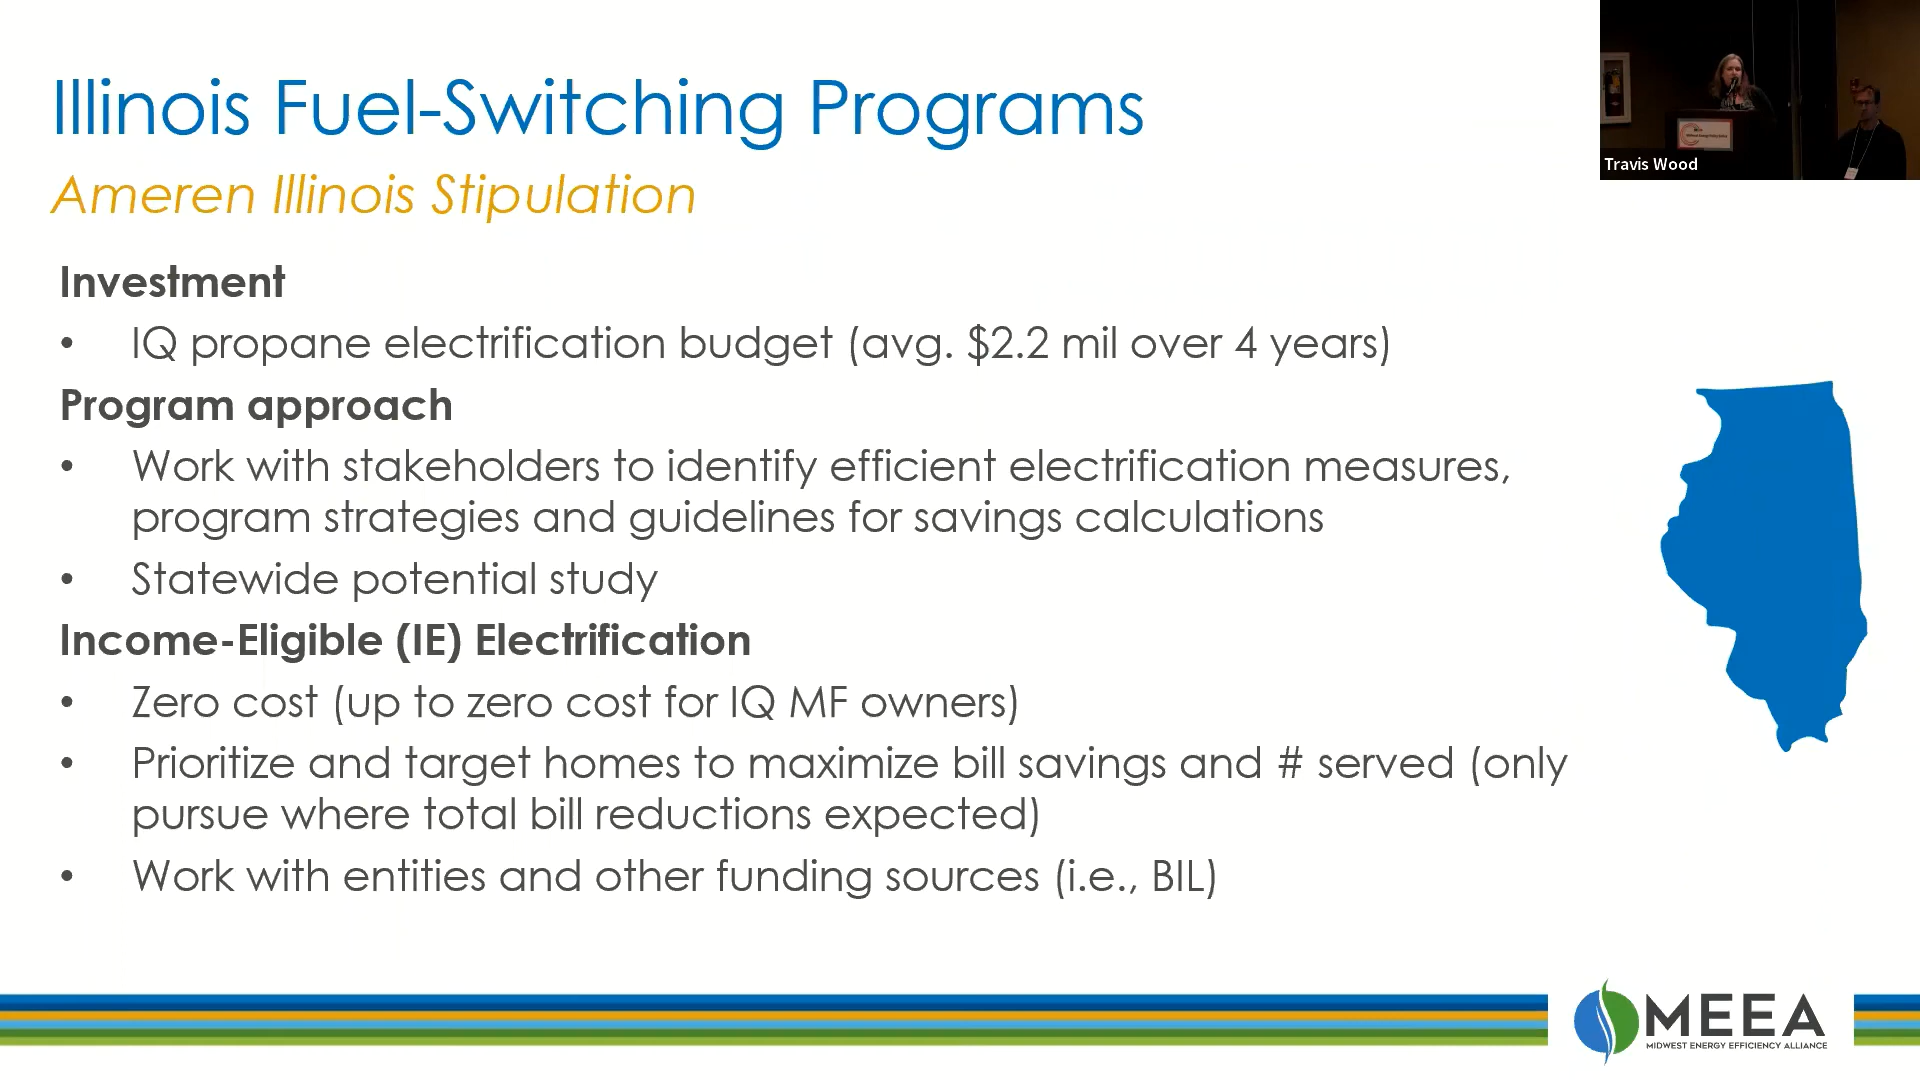 Illinois Fuel-Switching Programs
Ameren Illinois Stipulation
Travis Wood
Investment
• IQ propane electrification budget (avg. $2.2 mil over 4 years)
Program approach
• Work with stakeholders to identify efficient electrification measures,
program strategies and guidelines for savings calculations
• Statewide potential study
Income-Eligible (IE) Electrification
• Zero cost (up to zero cost for IQ MF owners)
• Prioritize and target homes to maximize bill savings and # served (only
pursue where total bill reductions expected)
• Work with entities and other funding sources (i.e., BIL)
MEEA
MIDWEST ENERGY EFFICIENCY ALLIANCE